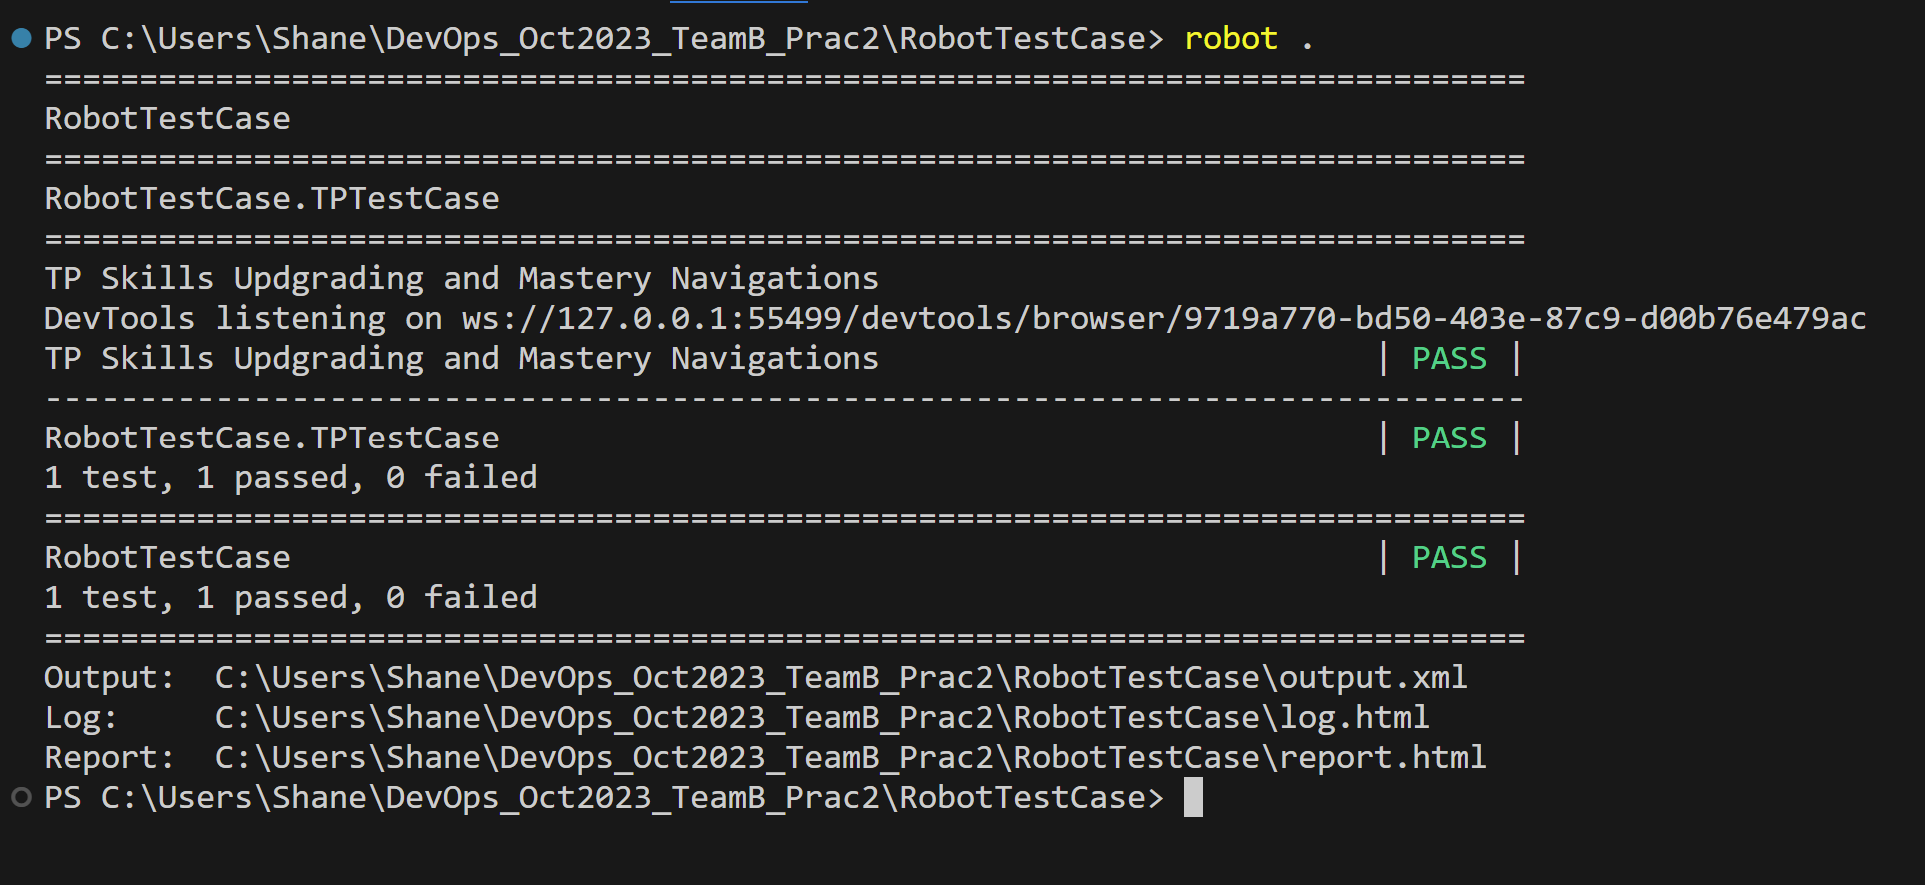 PS C:\Users\Shane\DevOps_Oct2023_TeamB_Prac2\RobotTestCase> robot .
==============================================================================
RobotTestCase
==============================================================================
RobotTestCase.TPTestCase
==============================================================================
TP Skills Updgrading and Mastery Navigations
DevTools listening on ws://127.0.0.1:55499/devtools/browser/9719a770-bd50-403e-87c9-d00b76e479ac
TP Skills Updgrading and Mastery Navigations                          | PASS |
------------------------------------------------------------------------------
RobotTestCase.TPTestCase                                              | PASS |
1 test, 1 passed, 0 failed
==============================================================================
RobotTestCase                                                         | PASS |
1 test, 1 passed, 0 failed
==============================================================================
Output:  C:\Users\Shane\DevOps_Oct2023_TeamB_Prac2\RobotTestCase\output.xml
Log:     C:\Users\Shane\DevOps_Oct2023_TeamB_Prac2\RobotTestCase\log.html
Report:  C:\Users\Shane\DevOps_Oct2023_TeamB_Prac2\RobotTestCase\report.html
PS C:\Users\Shane\DevOps_Oct2023_TeamB_Prac2\RobotTestCase>